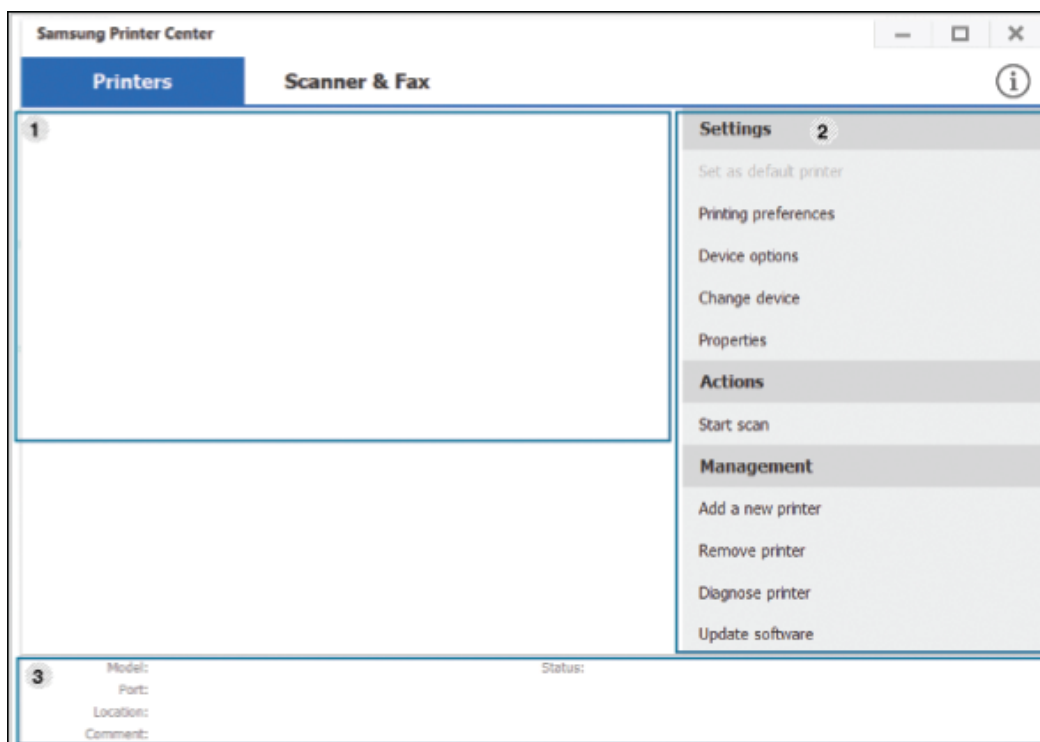 Samsung Printer Center
Printers Scanner & Fax
1
Settings 2
Set as default printer
Printing preferences
Device options
Change device
Properties
Actions
Start scan
Management
Add a new printer
Remove printer
Diagnose printer
Update software
3
Model: Status:
Port:
Location:
Comment: